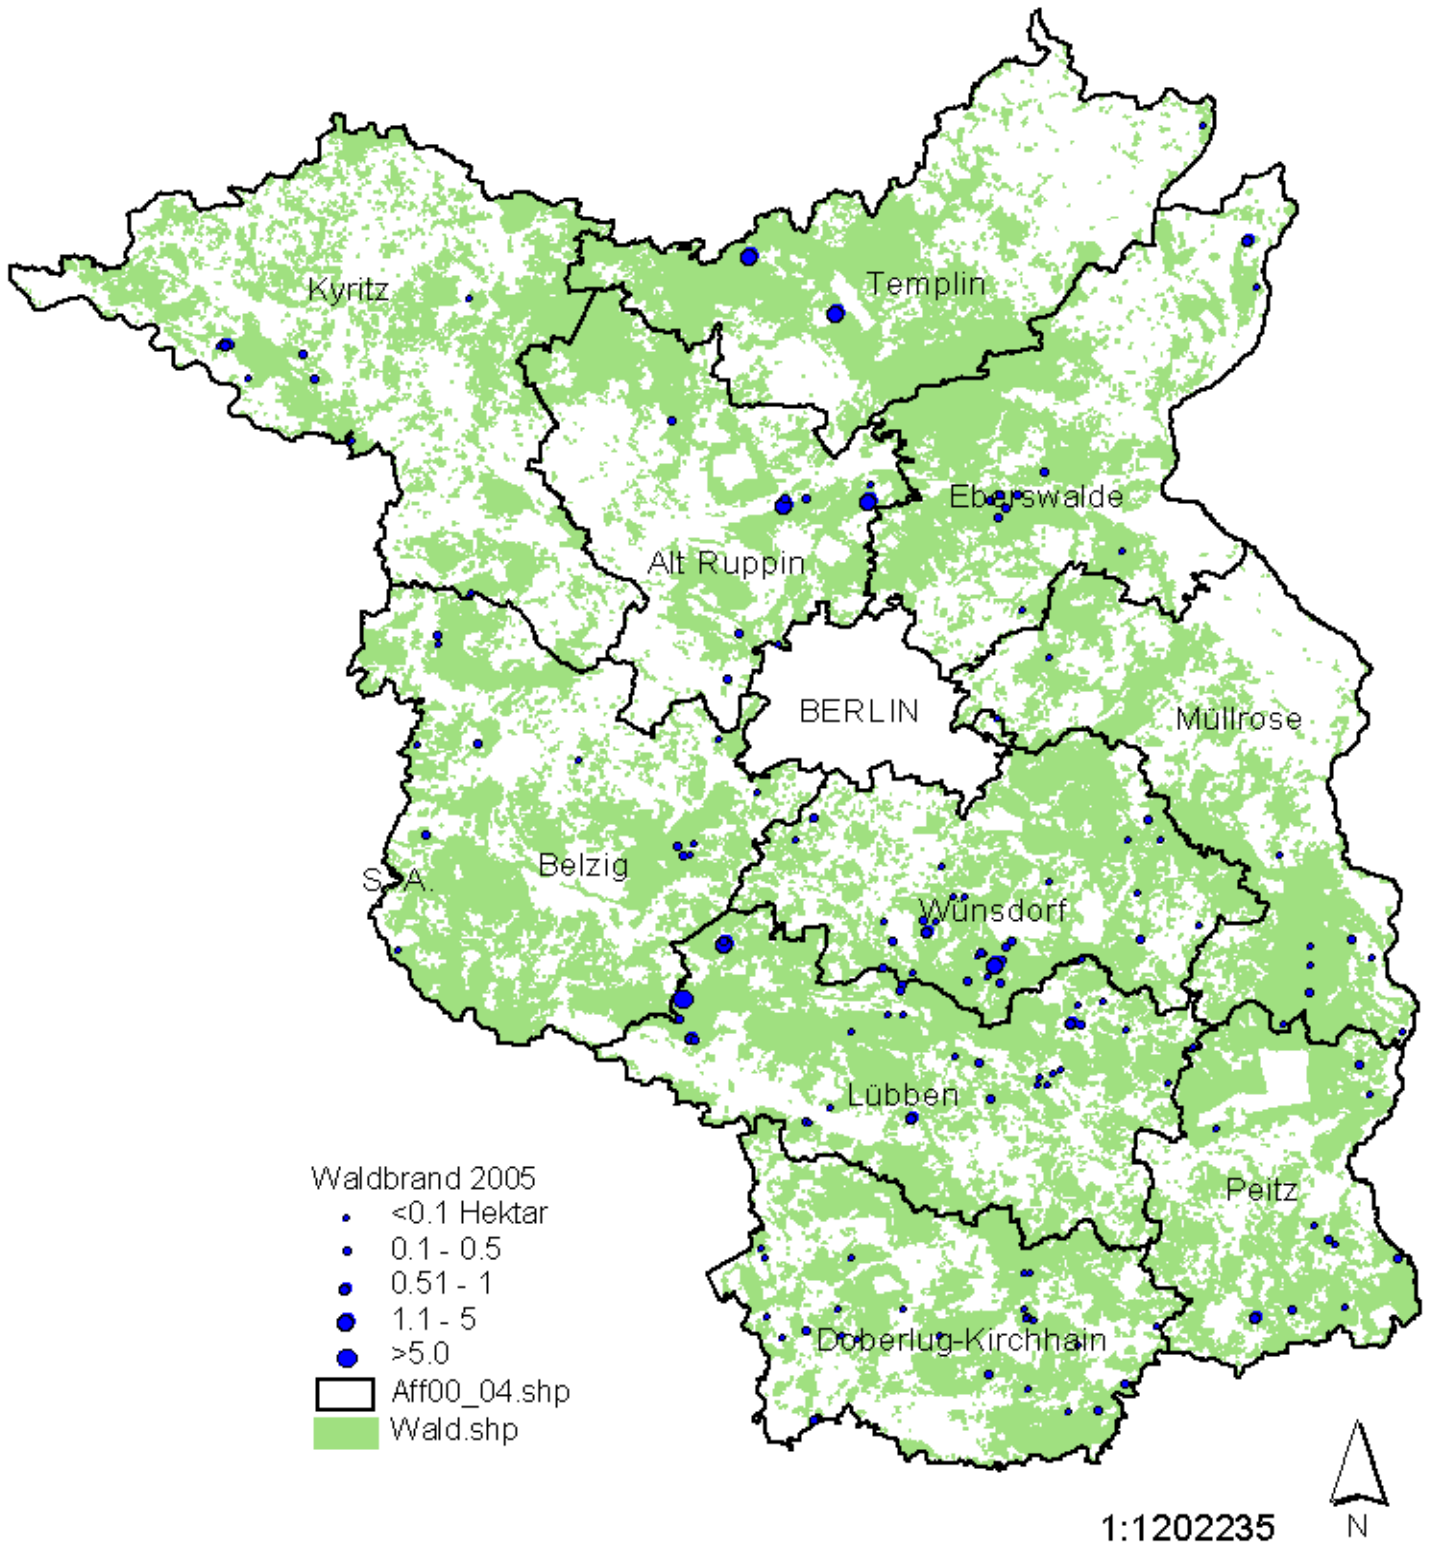 Kyritz
Templin
Eberswalde
Alt Ruppin
BERLIN
Müllrose
Belzig
S. A.
Wünsdorf
Lübben
Peitz
Doberlug-Kirchhain
Waldbrand 2005
<0.1 Hektar
0.1 - 0.5
0.51 - 1
1.1 - 5
>5.0
Aff00_04.shp
Wald.shp
1:1202235
N